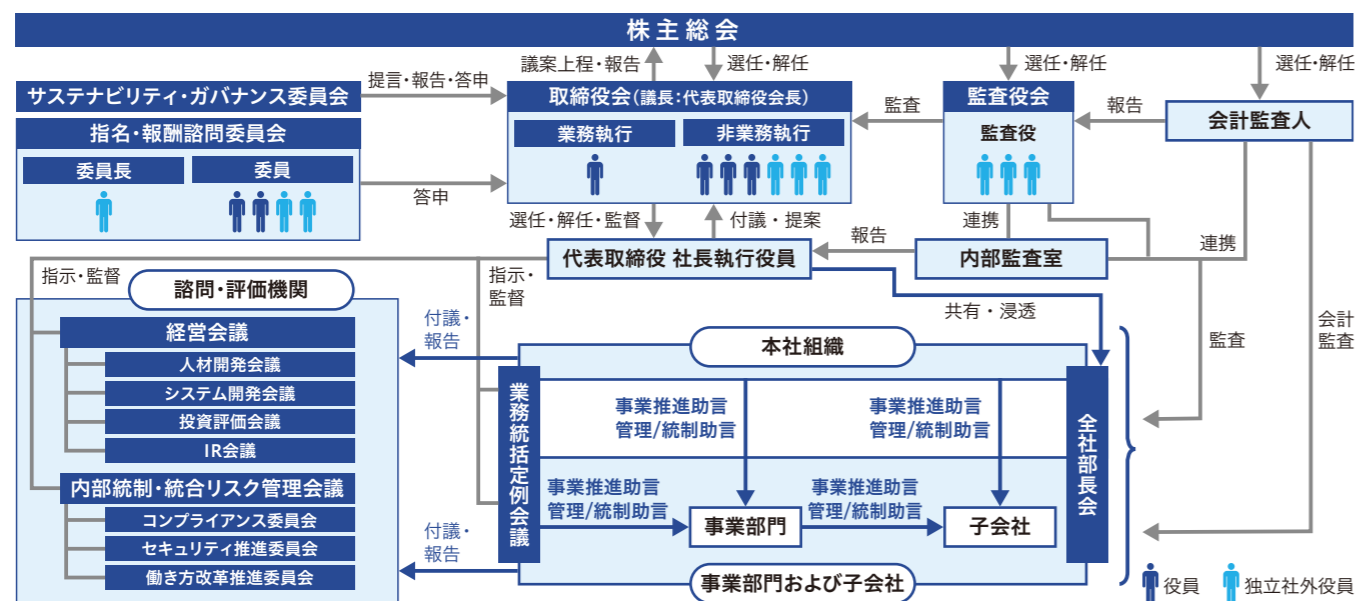 株主総会
議案上程・報告
選任・解任
選任・解任
選任・解任
提言・報告・答申
サステナビリティ・ガバナンス委員会
指名・報酬諮問委員会
委員長
委員
答申
取締役会(議長:代表取締役会長)
業務執行
非業務執行
監査
監査役会
監査役
報告
会計監査人
選任・解任・監督
付議・提案
連携
連携
代表取締役 社長執行役員
報告
内部監査室
指示・監督
指示・
監督
共有・浸透
監査
会計
監査
諮問・評価機関
経営会議
人材開発会議
システム開発会議
投資評価会議
IR会議
内部統制・統合リスク管理会議
コンプライアンス委員会
セキュリティ推進委員会
働き方改革推進委員会
付議・
報告
付議・
報告
業務統括定例会議
本社組織
事業推進助言
管理/統制助言
事業推進助言
管理/統制助言
事業推進助言
管理/統制助言
事業推進助言
管理/統制助言
事業部門
子会社
事業部門および子会社
全社部長会
役員
独立社外役員